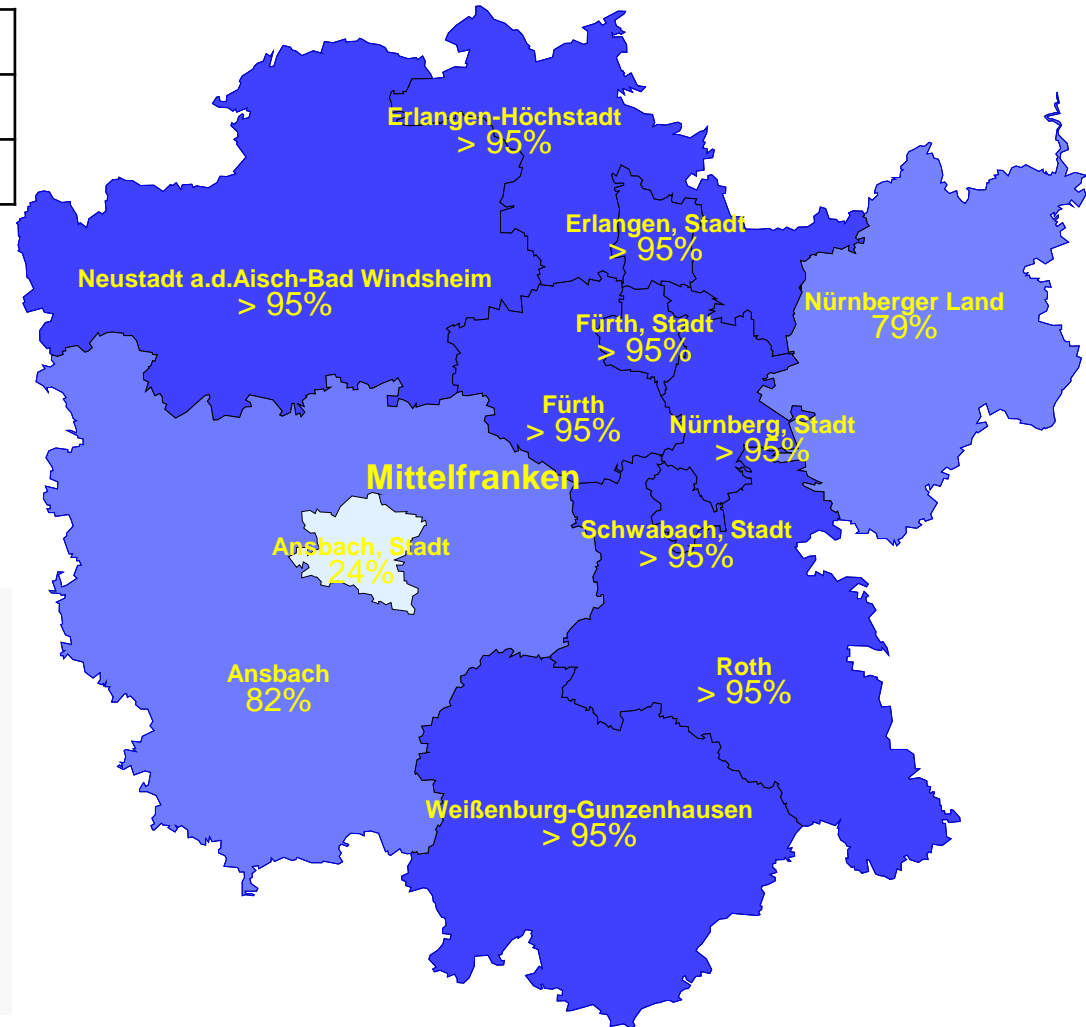 Erlangen-Höchstadt
> 95%
Erlangen, Stadt
> 95%
Neustadt a.d.Aisch-Bad Windsheim
> 95%
Nürnberger Land
79%
Fürth, Stadt
> 95%
Fürth
> 95%
Nürnberg, Stadt
> 95%
Mittelfranken
Schwabach, Stadt
> 95%
Ansbach, Stadt
24%
Ansbach
82%
Roth
> 95%
Weißenburg-Gunzenhausen
> 95%